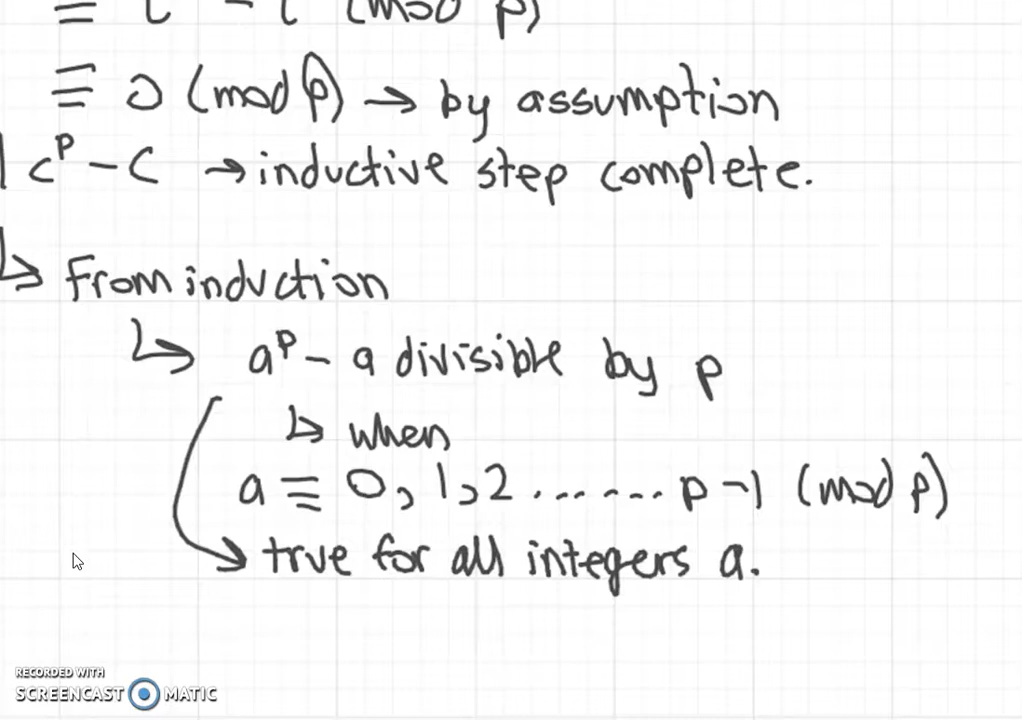 ≡ c - c (mod p)
≡ 0 (mod p) → by assumption
| c^p - c → inductive step complete.
↳ From induction
↳ a^p - a divisible by p
↳ when
a ≡ 0, 1, 2 ........ p-1 (mod p)
→ true for all integers a.
RECORDED WITH
SCREENCAST MATIC